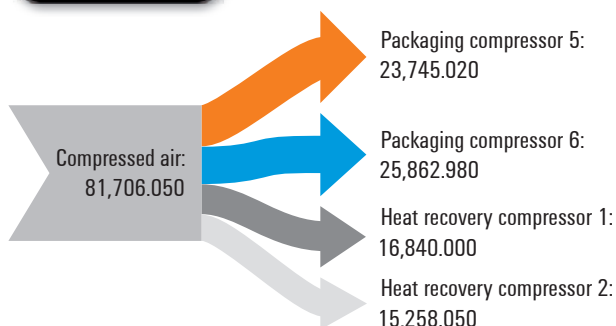 Packaging compressor 5:
23,745.020
Compressed air:
81,706.050
Packaging compressor 6:
25,862.980
Heat recovery compressor 1:
16,840.000
Heat recovery compressor 2:
15,258.050